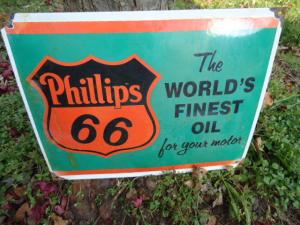 Phillips
66
The
WORLD'S
FINEST
OIL
for your motor